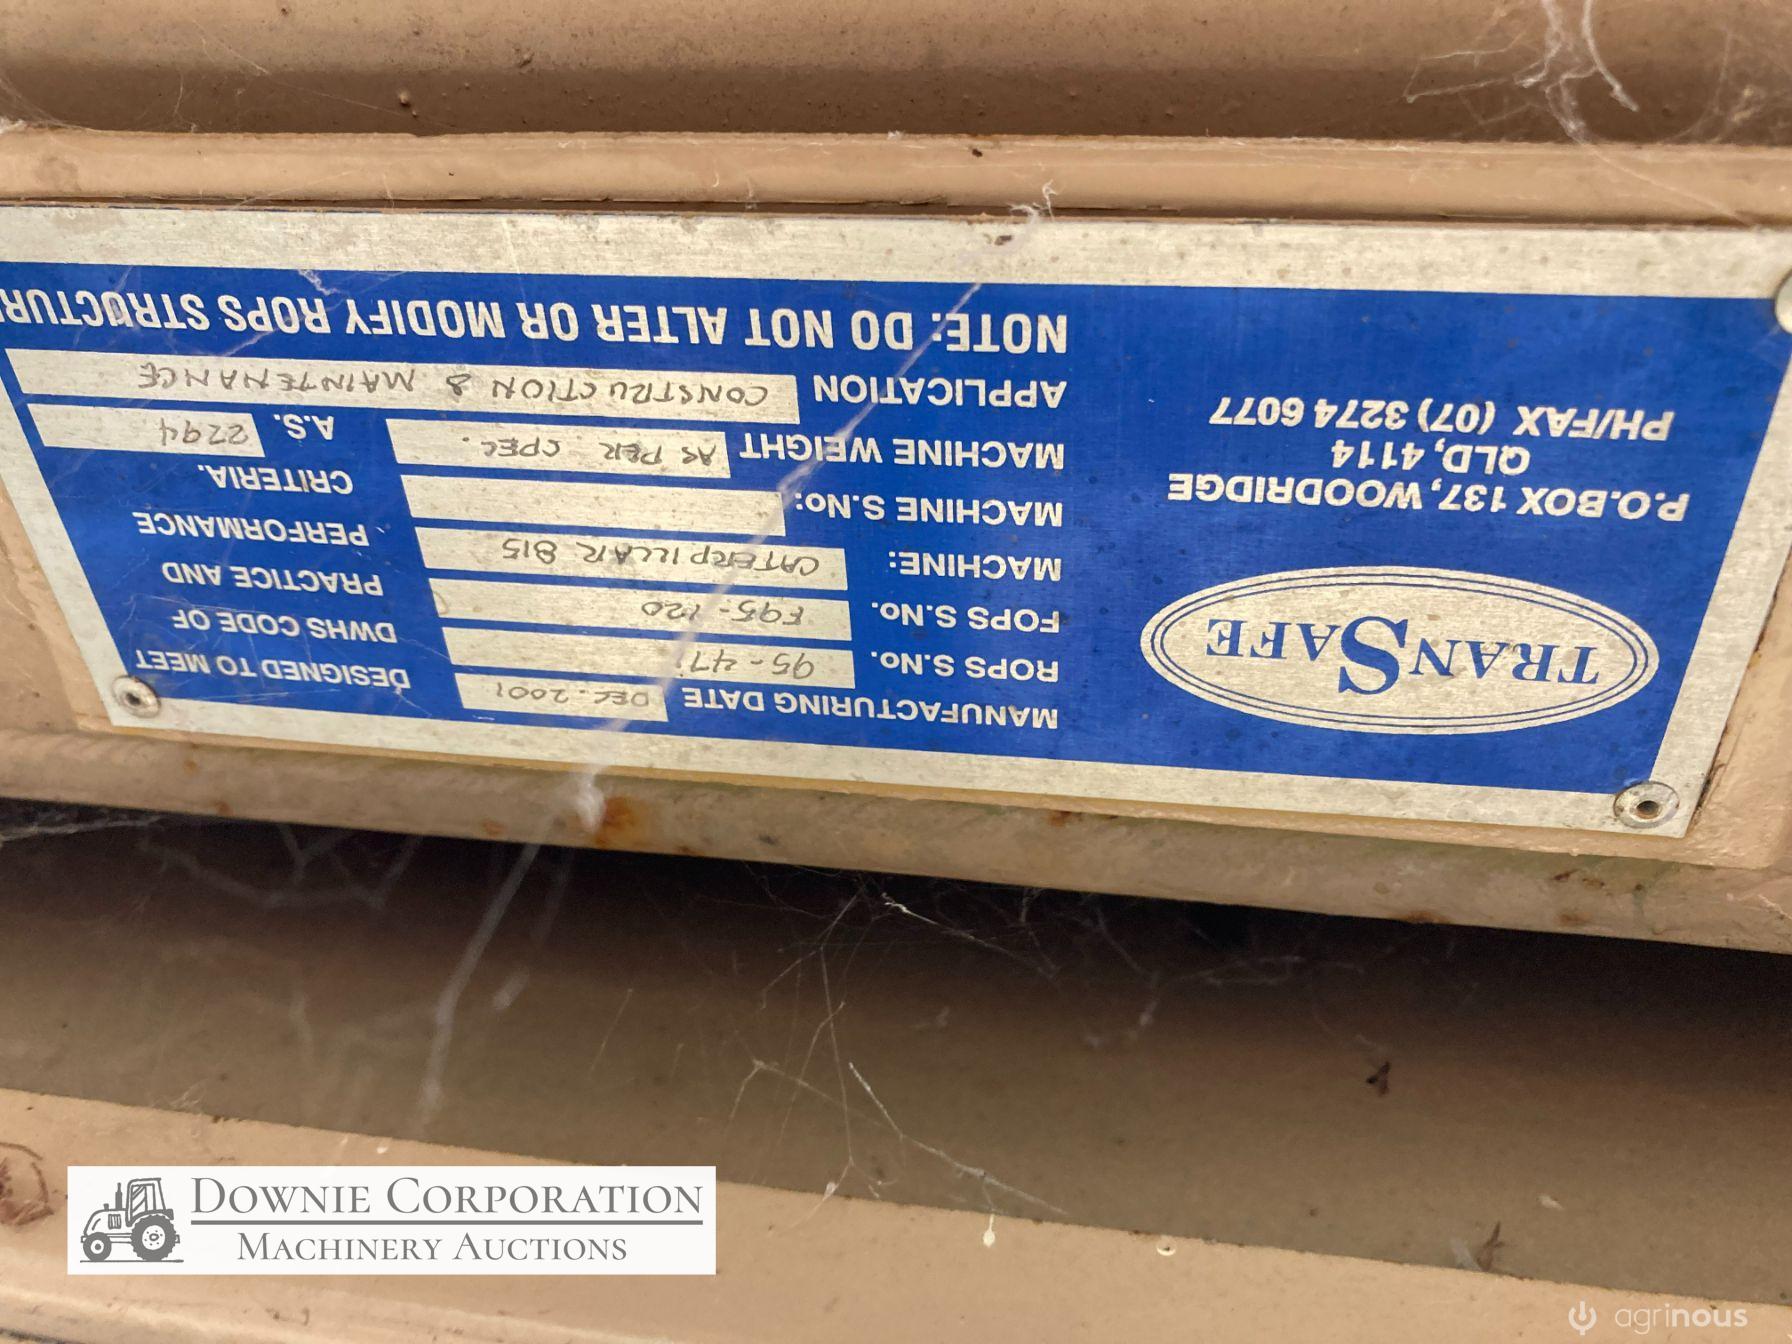 TRANSAFE
P.O.BOX 137, WOODRIDGE
QLD, 4114
PH/FAX (07) 3274 6077
MANUFACTURING DATE DEC. 2001
ROPS S.No. 95-47
FOPS S.No. F95-120
MACHINE: CATERPILLAR 815
MACHINE S.No:
MACHINE WEIGHT AS PER SPEC.
APPLICATION CONSTRUCTION & MAINTENANCE
NOTE: DO NOT ALTER OR MODIFY ROPS
DESIGNED TO MEET
DWHS CODE OF
PRACTICE AND
PERFORMANCE
CRITERIA.
A.S. 2294
DOWNIE CORPORATION
MACHINERY AUCTIONS
agrinous